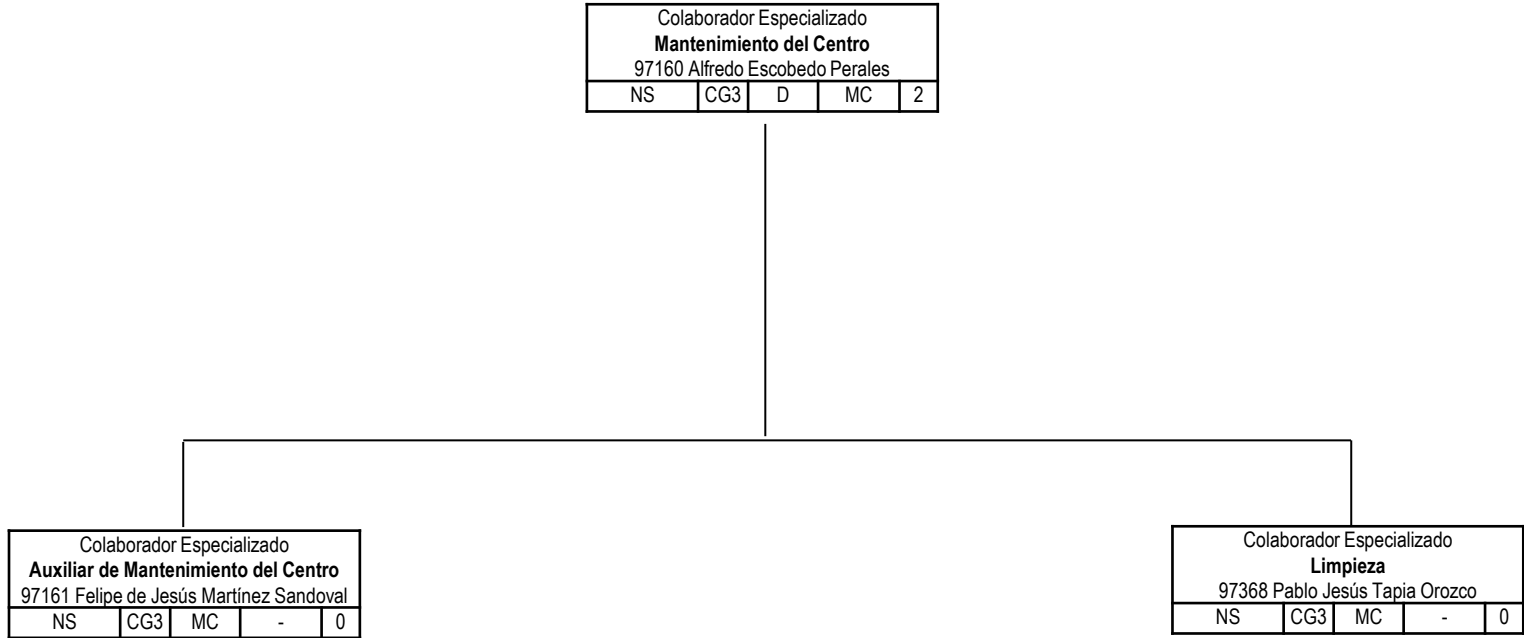 Colaborador Especializado
Mantenimiento del Centro
97160 Alfredo Escobedo Perales
NS CG3 D MC 2
Colaborador Especializado
Auxiliar de Mantenimiento del Centro
97161 Felipe de Jesús Martínez Sandoval
NS CG3 MC - 0
Colaborador Especializado
Limpieza
97368 Pablo Jesús Tapia Orozco
NS CG3 MC - 0